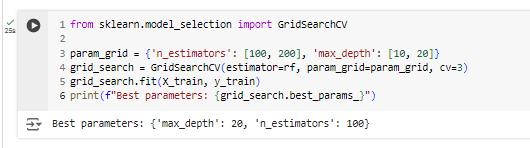 25s
1 from sklearn.model_selection import GridSearchCV
2
3 param_grid = {'n_estimators': [100, 200], 'max_depth': [10, 20]}
4 grid_search = GridSearchCV(estimator=rf, param_grid=param_grid, cv=3)
5 grid_search.fit(X_train, y_train)
6 print(f"Best parameters: {grid_search.best_params_}")
Best parameters: {'max_depth': 20, 'n_estimators': 100}